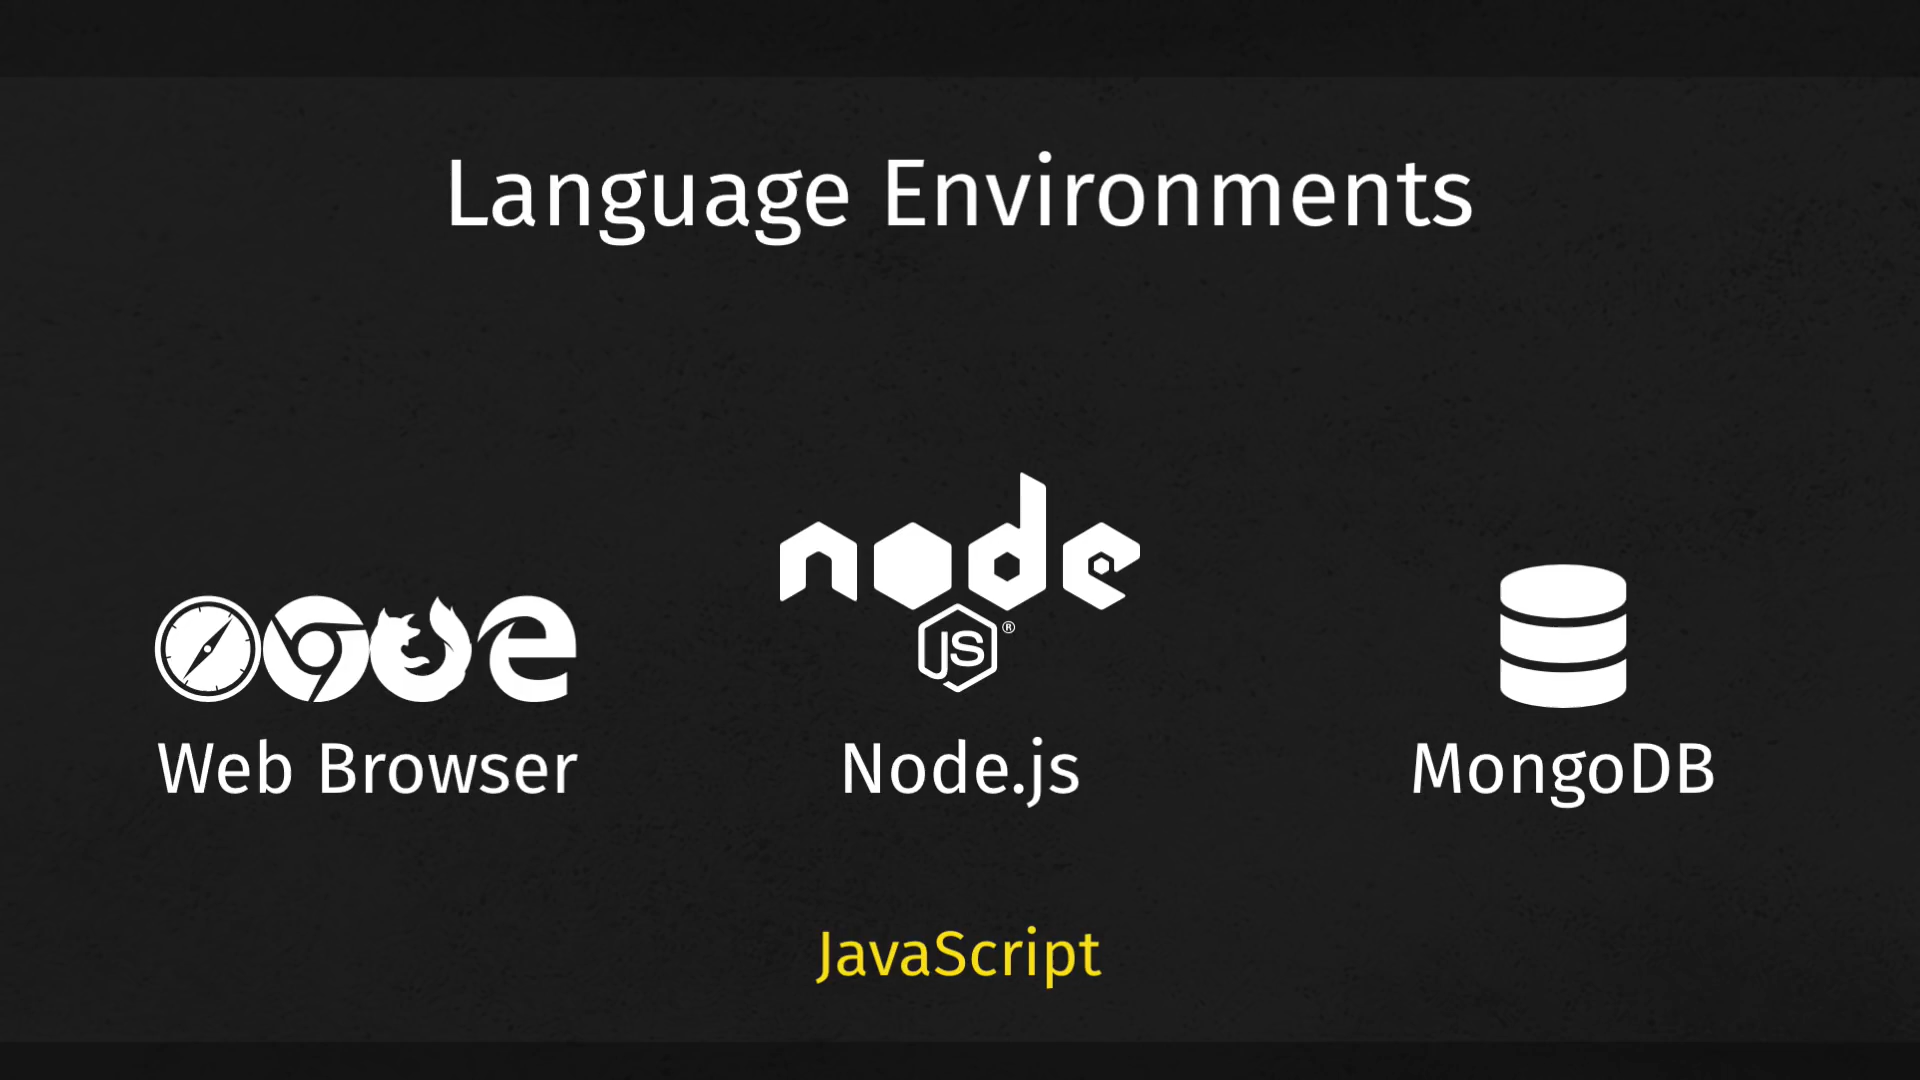 Language Environments
node
JS®
Web Browser
Node.js
MongoDB
JavaScript